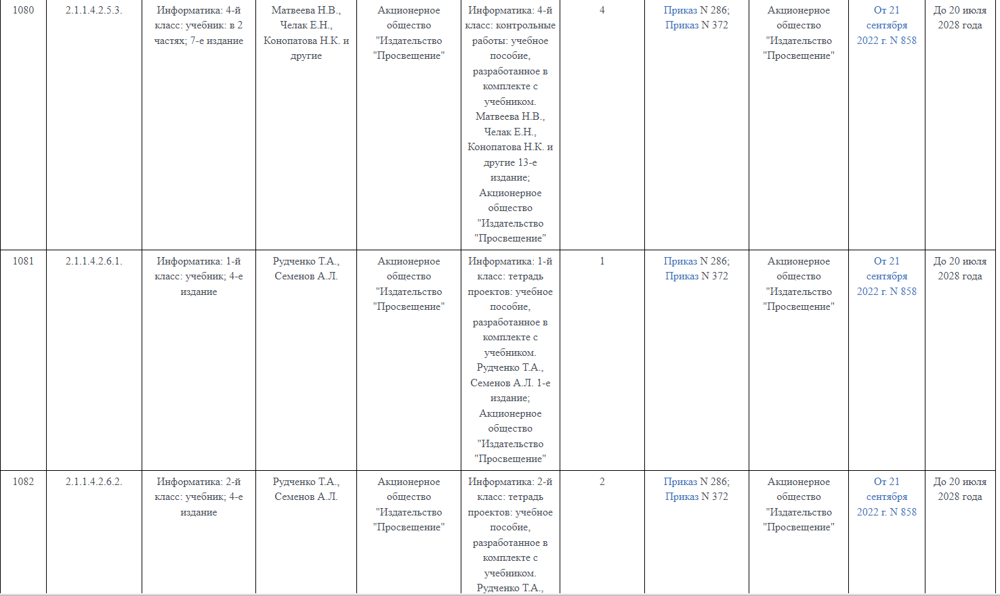 1080
2.1.1.4.2.5.3.
Информатика: 4-й
класс: учебник: в 2
частях; 7-е издание
Матвеева Н.В.,
Челак Е.Н.,
Конопатова Н.К. и
другие
Акционерное
общество
"Издательство
"Просвещение"
Информатика: 4-й
класс: контрольные
работы: учебное
пособие,
разработанное в
комплекте с
учебником.
Матвеева Н.В.,
Челак Е.Н.,
Конопатова Н.К. и
другие 13-е
издание;
Акционерное
общество
"Издательство
"Просвещение"
4
Приказ N 286;
Приказ N 372
Акционерное
общество
"Издательство
"Просвещение"
От 21
сентября
2022 г. N 858
До 20 июля
2028 года
1081
2.1.1.4.2.6.1.
Информатика: 1-й
класс: учебник; 4-е
издание
Рудченко Т.А.,
Семенов А.Л.
Акционерное
общество
"Издательство
"Просвещение"
Информатика: 1-й
класс: тетрадь
проектов: учебное
пособие,
разработанное в
комплекте с
учебником.
Рудченко Т.А.,
Семенов А.Л. 1-е
издание;
Акционерное
общество
"Издательство
"Просвещение"
1
Приказ N 286;
Приказ N 372
Акционерное
общество
"Издательство
"Просвещение"
От 21
сентября
2022 г. N 858
До 20 июля
2028 года
1082
2.1.1.4.2.6.2.
Информатика: 2-й
класс: учебник; 4-е
издание
Рудченко Т.А.,
Семенов А.Л.
Акционерное
общество
"Издательство
"Просвещение"
Информатика: 2-й
класс: тетрадь
проектов: учебное
пособие,
разработанное в
комплекте с
учебником.
Рудченко Т.А.,
2
Приказ N 286;
Приказ N 372
Акционерное
общество
"Издательство
"Просвещение"
От 21
сентября
2022 г. N 858
До 20 июля
2028 года